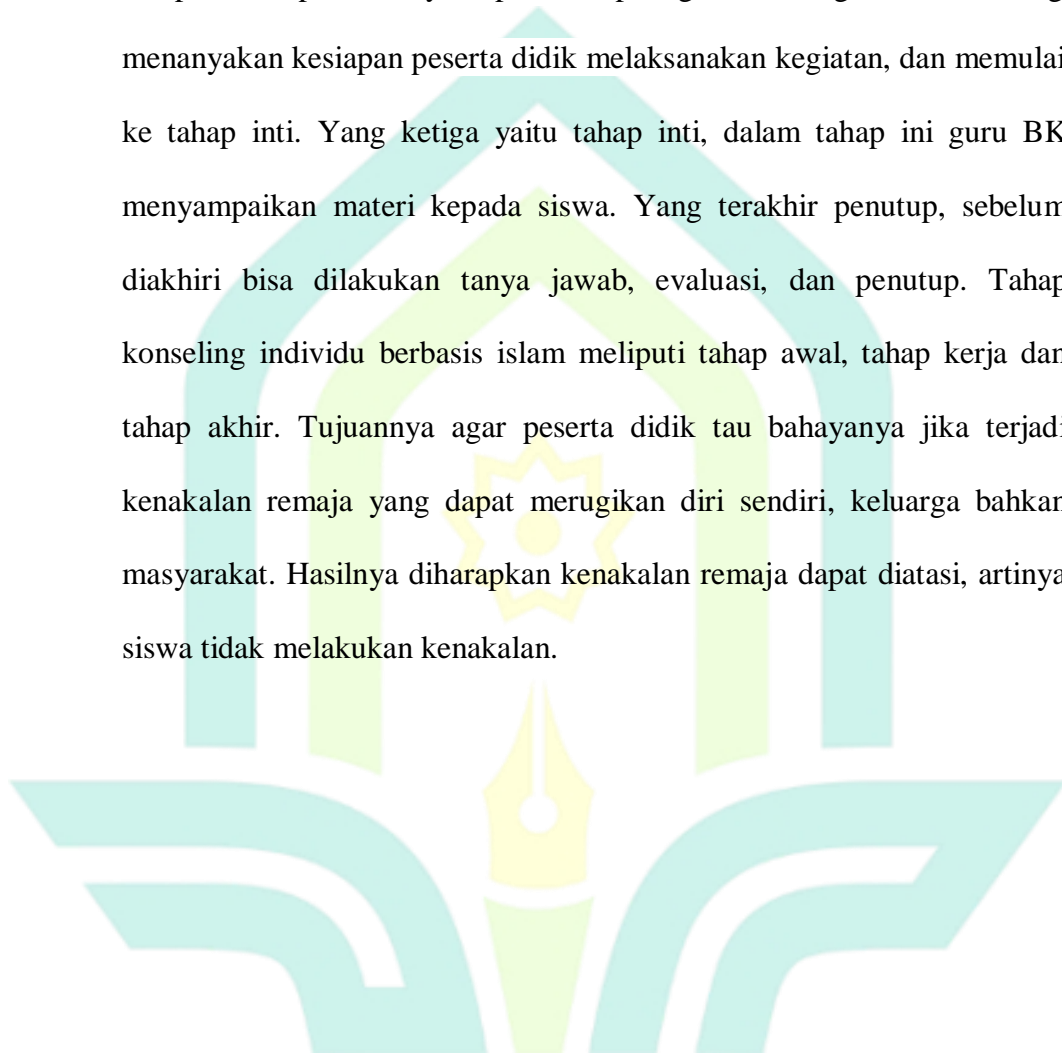 menanyakan kesiapan peserta didik melaksanakan kegiatan, dan memulai
ke tahap inti. Yang ketiga yaitu tahap inti, dalam tahap ini guru BK
menyampaikan materi kepada siswa. Yang terakhir penutup, sebelum
diakhiri bisa dilakukan tanya jawab, evaluasi, dan penutup. Tahap
konseling individu berbasis islam meliputi tahap awal, tahap kerja dan
tahap akhir. Tujuannya agar peserta didik tau bahayanya jika terjadi
kenakalan remaja yang dapat merugikan diri sendiri, keluarga bahkan
masyarakat. Hasilnya diharapkan kenakalan remaja dapat diatasi, artinya
siswa tidak melakukan kenakalan.